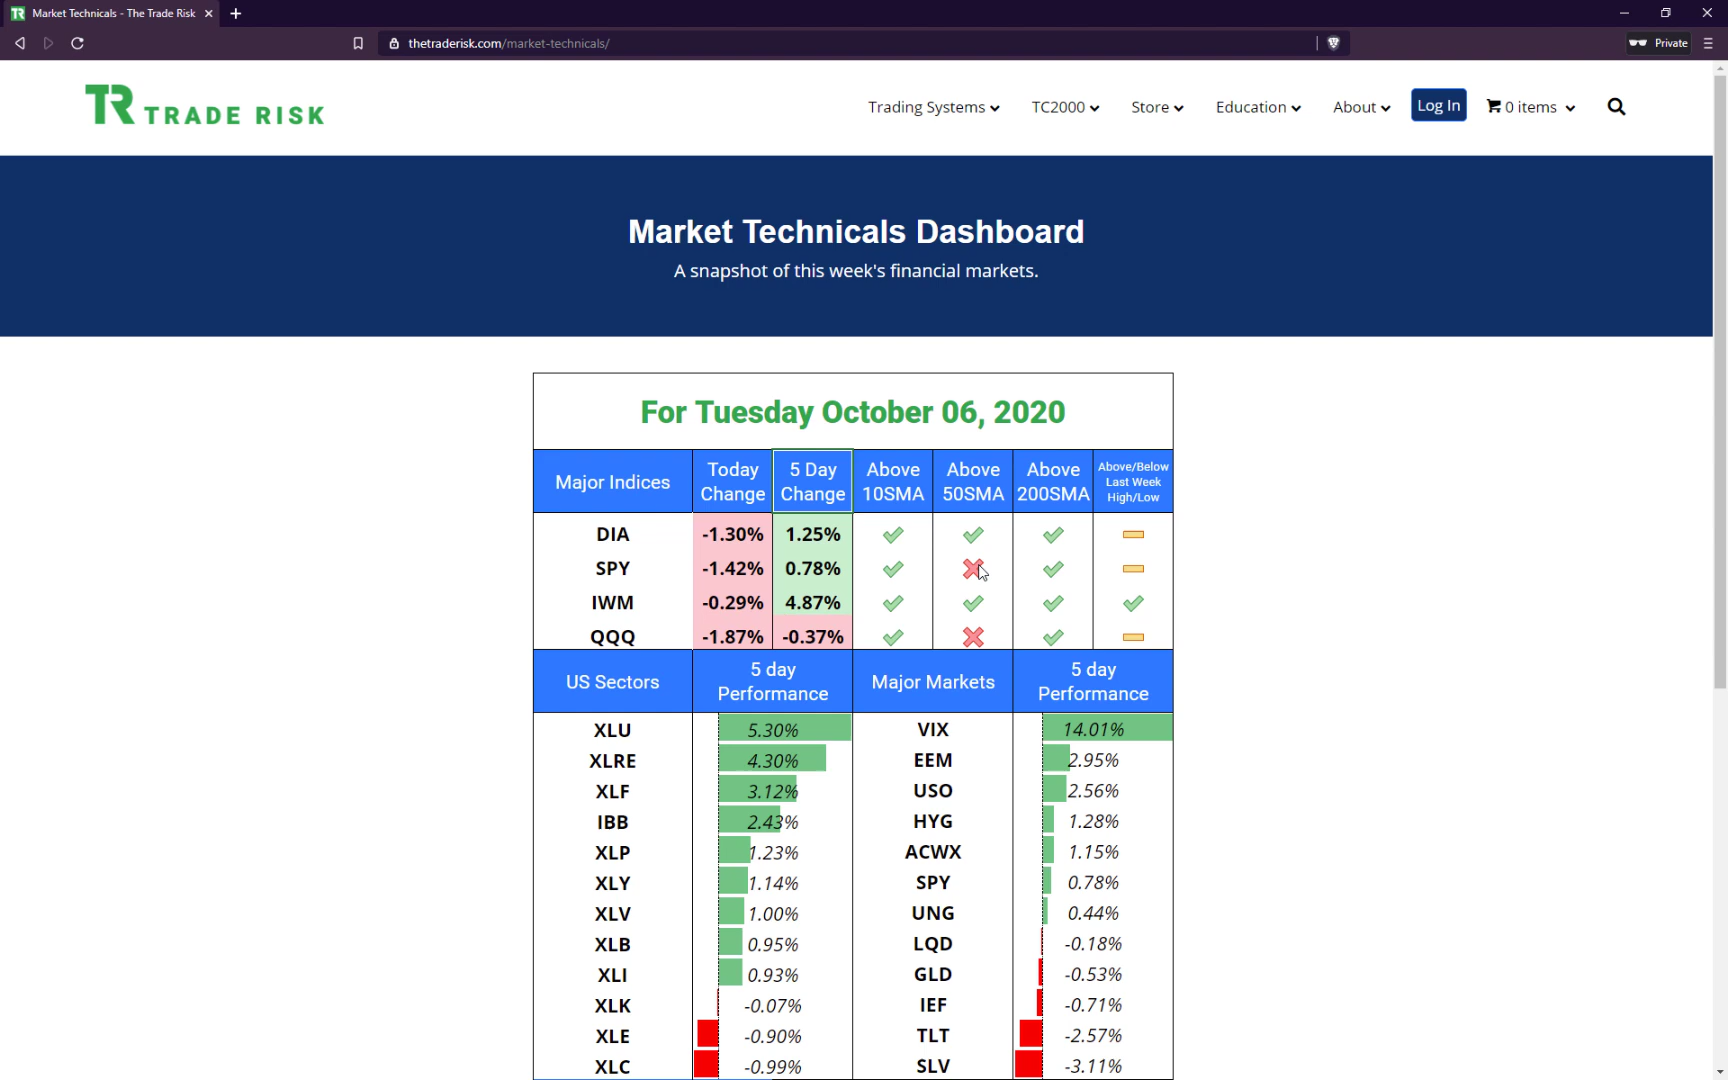 Market Technicals - The Trade Risk
thetraderisk.com/market-technicals/
Private
TR TRADE RISK
Trading Systems
TC2000
Store
Education
About
Log In
0 items
Market Technicals Dashboard
A snapshot of this week's financial markets.
For Tuesday October 06, 2020
Major Indices
Today
Change
5 Day
Change
Above
10SMA
Above
50SMA
Above
200SMA
Above/Below
Last Week
High/Low
DIA -1.30% 1.25%
SPY -1.42% 0.78%
IWM -0.29% 4.87%
QQQ -1.87% -0.37%
US Sectors
5 day
Performance
Major Markets
5 day
Performance
XLU 5.30% VIX 14.01%
XLRE 4.30% EEM 2.95%
XLF 3.12% USO 2.56%
IBB 2.43% HYG 1.28%
XLP 1.23% ACWX 1.15%
XLY 1.14% SPY 0.78%
XLV 1.00% UNG 0.44%
XLB 0.95% LQD -0.18%
XLI 0.93% GLD -0.53%
XLK -0.07% IEF -0.71%
XLE -0.90% TLT -2.57%
XLC -0.99% SLV -3.11%